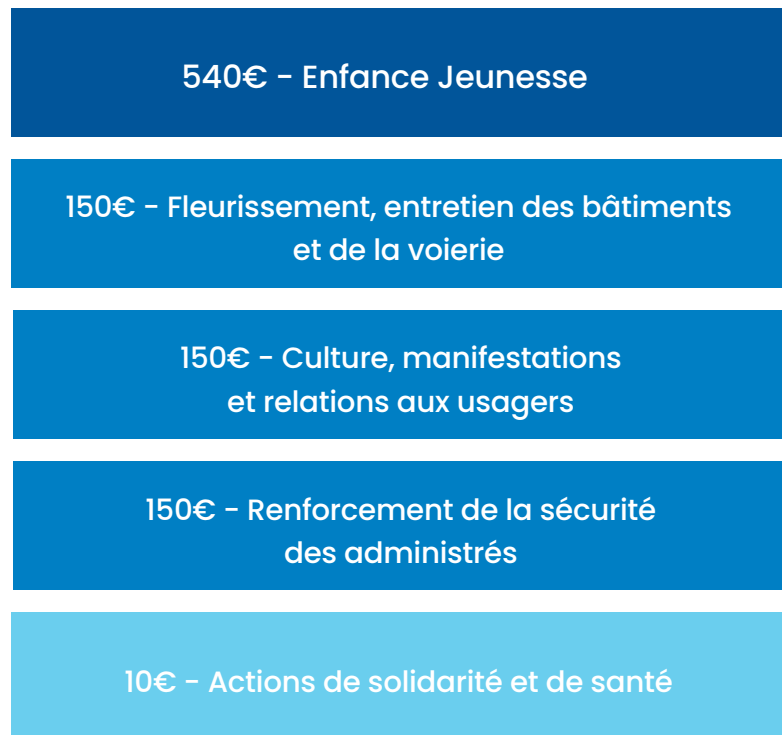 540€ - Enfance Jeunesse
150€ - Fleurissement, entretien des bâtiments
et de la voierie
150€ - Culture, manifestations
et relations aux usagers
150€ - Renforcement de la sécurité
des administrés
10€ - Actions de solidarité et de santé